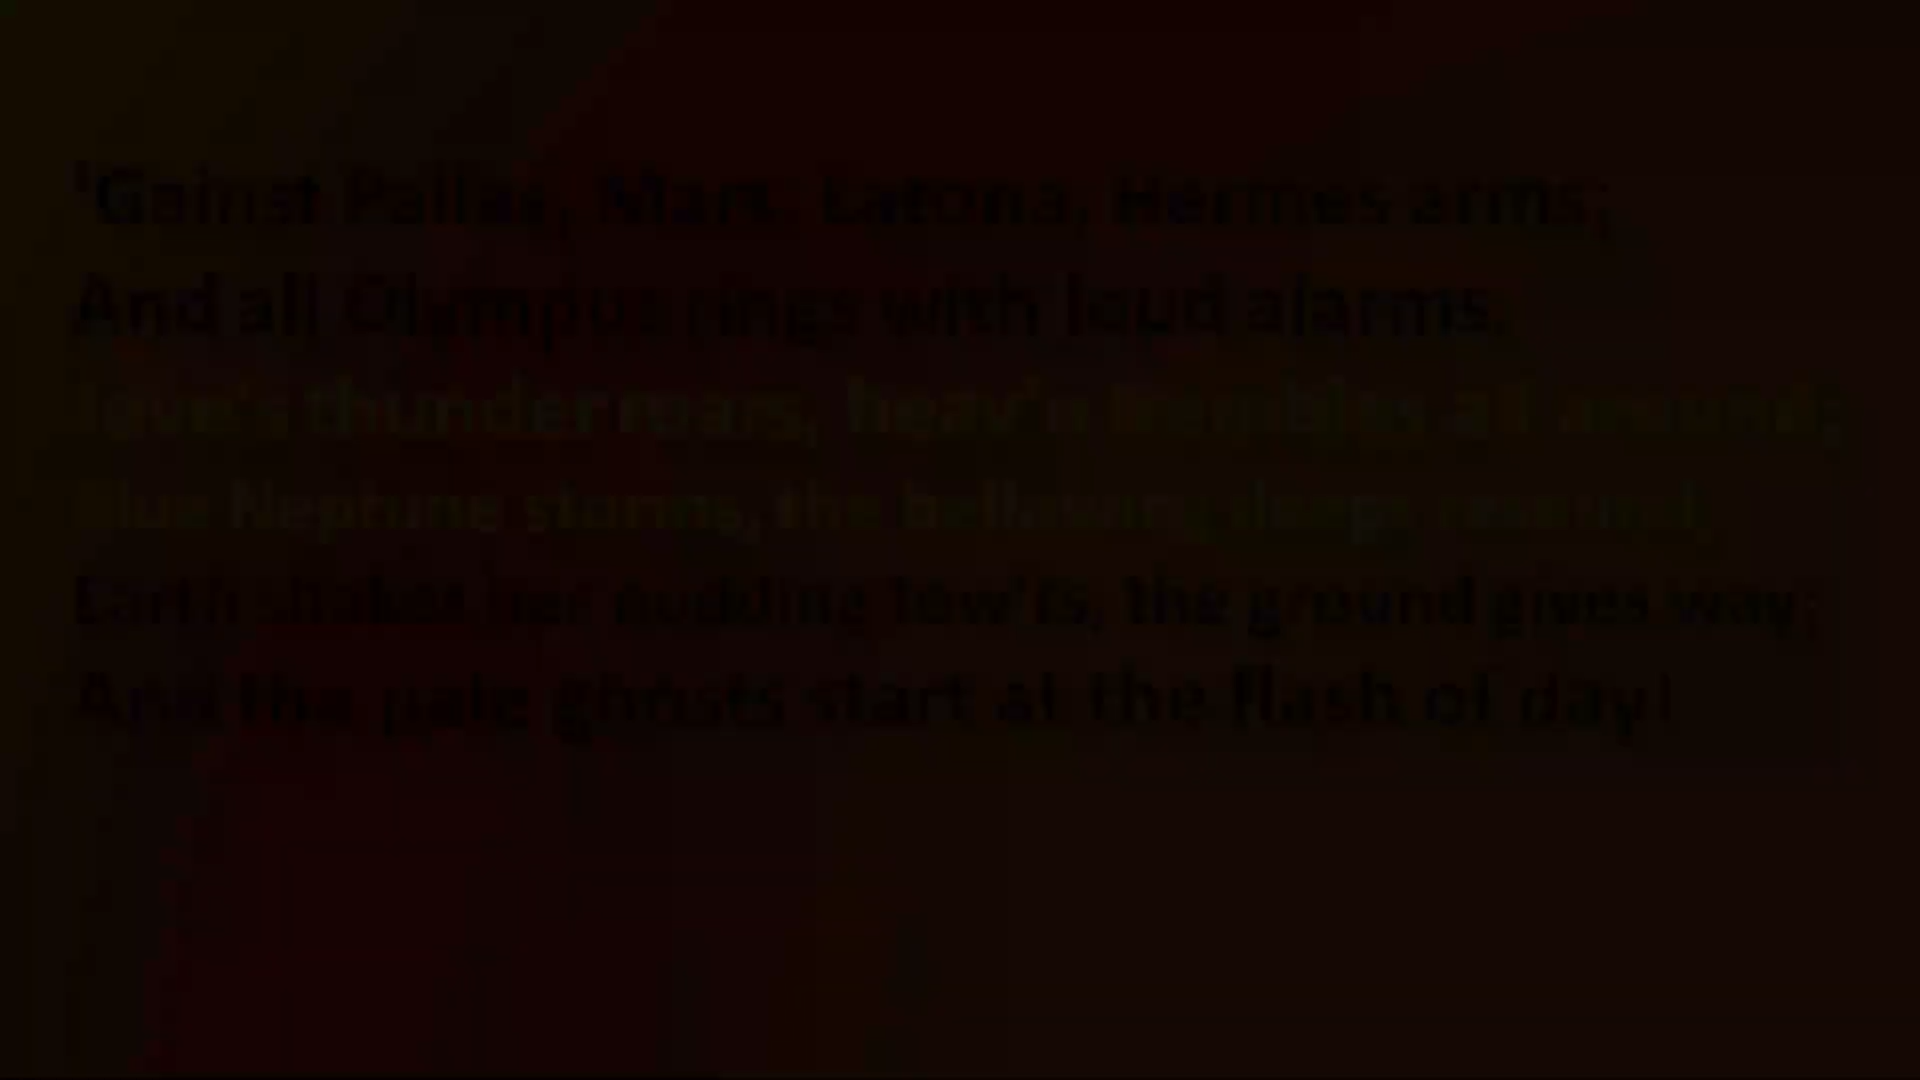 'Gainst Pallas, Mars, Latona, Hermes arms;
And all Olympus rings with loud alarms.
Jove's thunder roars, heav'n trembles all around;
Blue Neptune storms, the bellowing deeps resound;
Earth shakes her nodding tow'rs, the ground gives way;
And the pale ghosts start at the flash of day!